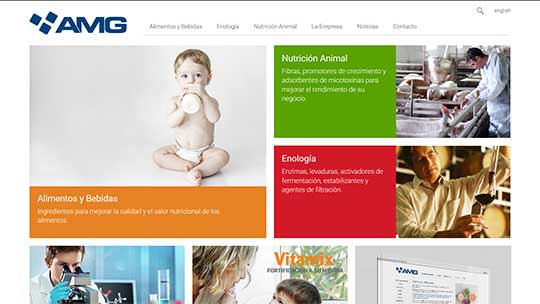 AMG
english
Alimentos y Bebidas
Enología
Nutrición Animal
La Empresa
Noticias
Contacto
Nutrición Animal
Fibras, promotores de crecimiento y
adsorbentes de micotoxinas para
mejorar el rendimiento de su
negocio.
Enología
Enzimas, levaduras, activadores de
fermentación, estabilizantes y
agentes de filtración.
Alimentos y Bebidas
Ingredientes para mejorar la calidad y el valor nutricional de los
alimentos.
Vitamix
FORTIFICACIÓN A SU MEDIDA
AMG